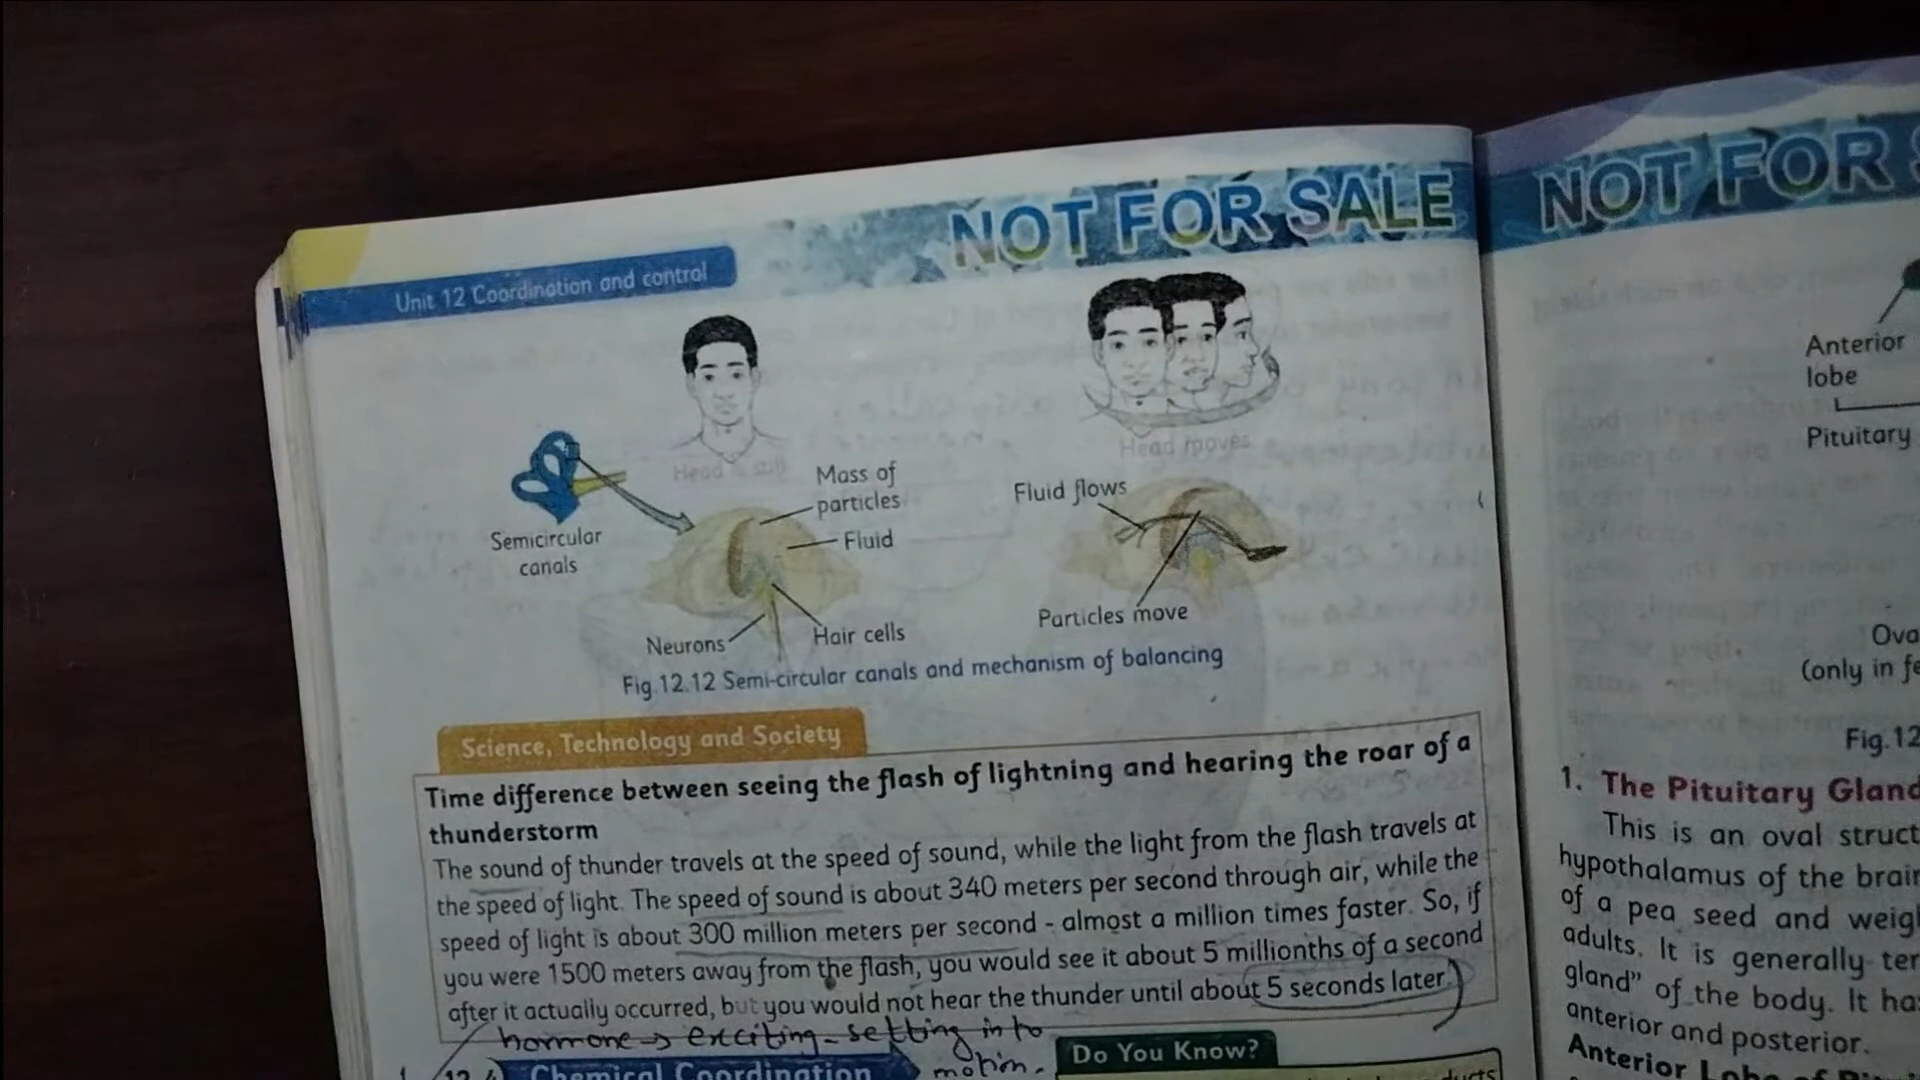 NOT FOR SALE
Unit 12 Coordination and control
Head is still
Head moves
Mass of
particles
Fluid flows
Semicircular
canals
Fluid
Particles move
Neurons
Hair cells
Fig.12.12 Semi-circular canals and mechanism of balancing
Science, Technology and Society
Time difference between seeing the flash of lightning and hearing the roar of a
thunderstorm
The sound of thunder travels at the speed of sound, while the light from the flash travels at
the speed of light. The speed of sound is about 340 meters per second through air, while the
speed of light is about 300 million meters per second - almost a million times faster. So, if
you were 1500 meters away from the flash, you would see it about 5 millionths of a second
after it actually occurred, but you would not hear the thunder until about 5 seconds later.
hormone → exciting - setting in to
motion.
Chemical Coordination
Do You Know?
NOT FOR
Anterior
lobe
Pituitary
(only in
Fig.12
1. The Pituitary Gland
This is an oval
hypothalamus of the
of a pea seed and
adults. It is generally
gland" of the body. It
anterior and posterior.
Anterior